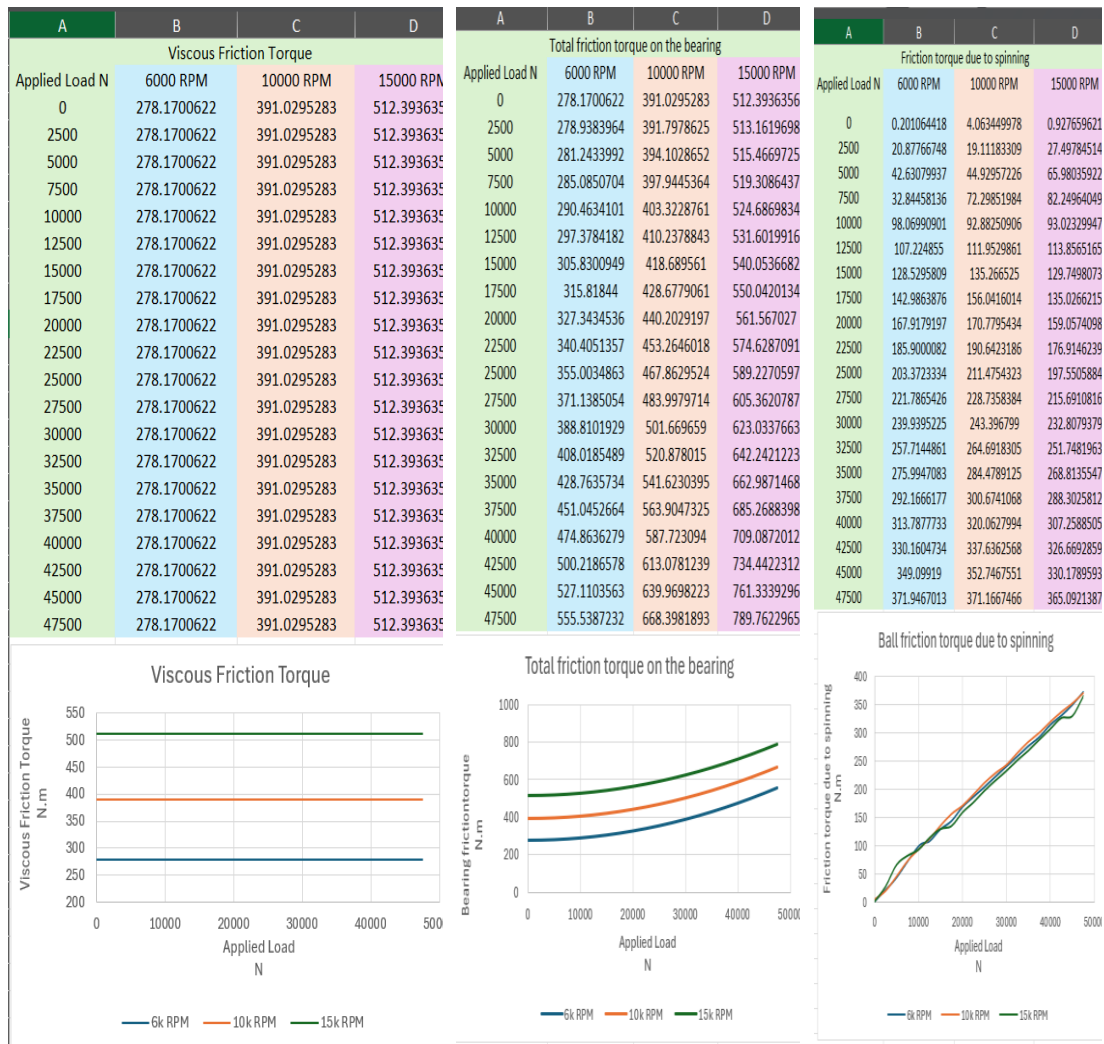 A B C D
Viscous Friction Torque
Applied Load N 6000 RPM 10000 RPM 15000 RPM
0 278.1700622 391.0295283 512.393635
2500 278.1700622 391.0295283 512.393635
5000 278.1700622 391.0295283 512.393635
7500 278.1700622 391.0295283 512.393635
10000 278.1700622 391.0295283 512.393635
12500 278.1700622 391.0295283 512.393635
15000 278.1700622 391.0295283 512.393635
17500 278.1700622 391.0295283 512.393635
20000 278.1700622 391.0295283 512.393635
22500 278.1700622 391.0295283 512.393635
25000 278.1700622 391.0295283 512.393635
27500 278.1700622 391.0295283 512.393635
30000 278.1700622 391.0295283 512.393635
32500 278.1700622 391.0295283 512.393635
35000 278.1700622 391.0295283 512.393635
37500 278.1700622 391.0295283 512.393635
40000 278.1700622 391.0295283 512.393635
42500 278.1700622 391.0295283 512.393635
45000 278.1700622 391.0295283 512.393635
47500 278.1700622 391.0295283 512.393635
Viscous Friction Torque
Viscous Friction Torque
N.m
550
500
450
400
350
300
250
200
0 10000 20000 30000 40000 500
Applied Load
N
6k RPM 10k RPM 15k RPM
A B C D
Total friction torque on the bearing
Applied Load N 6000 RPM 10000 RPM 15000 RPM
0 278.1700622 391.0295283 512.3936356
2500 278.9383964 391.7978625 513.1619698
5000 281.2433992 394.1028652 515.4669725
7500 285.0850704 397.9445364 519.3086437
10000 290.4634101 403.3228761 524.6869834
12500 297.3784182 410.2378843 531.6019916
15000 305.8300949 418.689561 540.0536682
17500 315.81844 428.6779061 550.0420134
20000 327.3434536 440.2029197 561.567027
22500 340.4051357 453.2646018 574.6287091
25000 355.0034863 467.8629524 589.2270597
27500 371.1385054 483.9979714 605.3620787
30000 388.8101929 501.669659 623.0337663
32500 408.0185489 520.878015 642.2421223
35000 428.7635734 541.6230395 662.9871468
37500 451.0452664 563.9047325 685.2688398
40000 474.8636279 587.723094 709.0872012
42500 500.2186578 613.0781239 734.4422312
45000 527.1103563 639.9698223 761.3339296
47500 555.5387232 668.3981893 789.7622965
Total friction torque on the bearing
Bearing frictiontorque
N.m
1000
800
600
400
200
0
0 10000 20000 30000 40000 50000
Applied Load
N
6k RPM 10k RPM 15k RPM
A B C D
Friction torque due to spinning
Applied Load N 6000 RPM 10000 RPM 15000 RPM
0 0.201064418 4.063449978 0.927659621
2500 20.87766748 19.11183309 27.49784514
5000 42.63079937 44.92957226 65.98035922
7500 32.84458136 72.29851984 82.24964049
10000 98.06990901 92.88250906 93.02329947
12500 107.224855 111.9529861 113.8565165
15000 128.5295809 135.266525 129.7498073
17500 142.9863876 156.0416014 135.0266215
20000 167.9179197 170.7795434 159.0574098
22500 185.9000082 190.6423186 176.9146239
25000 203.3723334 211.4754323 197.5505884
27500 221.7865426 228.7358384 215.6910816
30000 239.9395225 243.396799 232.8079379
32500 257.7144861 264.6918305 251.7481963
35000 275.9947083 284.4789125 268.8135547
37500 292.1666177 300.6741068 288.3025812
40000 313.7877733 320.0627994 307.2588505
42500 330.1604734 337.6362568 326.6692859
45000 349.09919 352.7467551 330.1789593
47500 371.9467013 371.1667466 365.0921387
Ball friction torque due to spinning
Friction torque due to spinning
N.m
400
350
300
250
200
150
100
50
0
0 10000 20000 30000 40000 50000
Applied Load
N
6k RPM 10k RPM 15k RPM